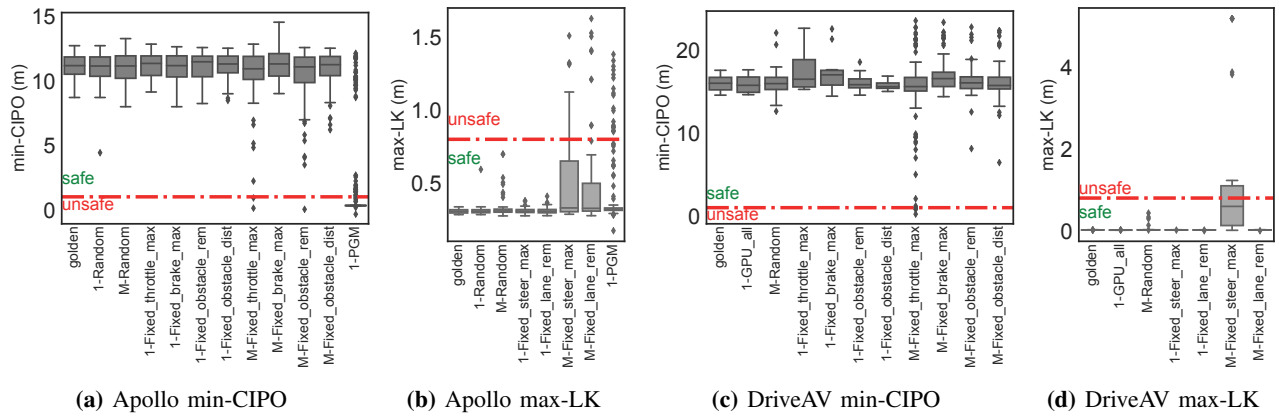 min-CIPO (m)
15
10
5
0
safe
unsafe
golden
1-Random
M-Random
1-Fixed_throttle_max
1-Fixed_brake_max
1-Fixed_obstacle_rem
1-Fixed_obstacle_dist
M-Fixed_throttle_max
M-Fixed_brake_max
M-Fixed_obstacle_rem
M-Fixed_obstacle_dist
1-PGM
(a) Apollo min-CIPO
max-LK (m)
1.5
1.0
0.5
unsafe
safe
golden
1-Random
M-Random
1-Fixed_steer_max
1-Fixed_lane_rem
M-Fixed_steer_max
M-Fixed_lane_rem
1-PGM
(b) Apollo max-LK
min-CIPO (m)
20
10
0
safe
unsafe
golden
1-GPU_all
M-Random
1-Fixed_throttle_max
1-Fixed_brake_max
1-Fixed_obstacle_rem
1-Fixed_obstacle_dist
M-Fixed_throttle_max
M-Fixed_brake_max
M-Fixed_obstacle_rem
M-Fixed_obstacle_dist
(c) DriveAV min-CIPO
max-LK (m)
4
2
0
unsafe
safe
golden
1-GPU_all
M-Random
1-Fixed_steer_max
1-Fixed_lane_rem
M-Fixed_steer_max
M-Fixed_lane_rem
(d) DriveAV max-LK